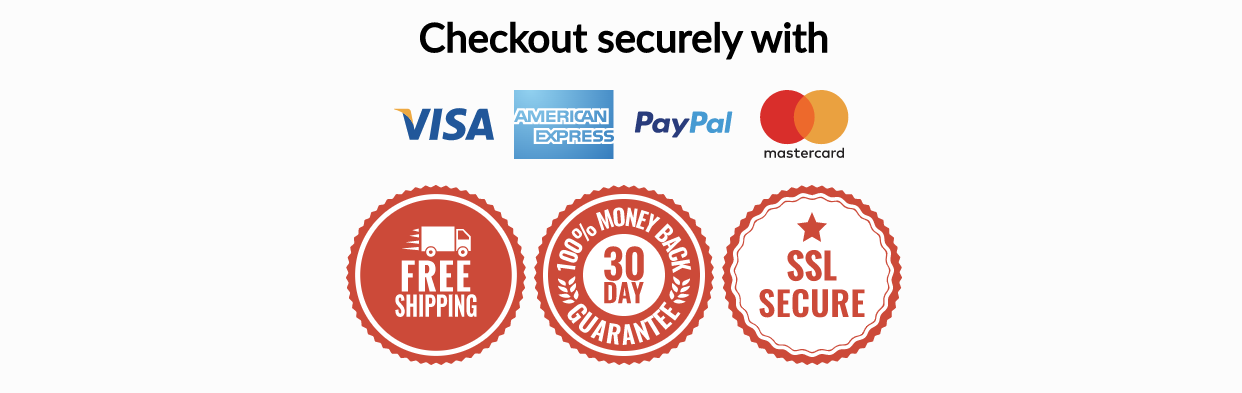 Checkout securely with
VISA
AMERICAN
EXPRESS
PayPal
mastercard
FREE
SHIPPING
100% MONEY BACK
30
DAY
GUARANTEE
SSL
SECURE